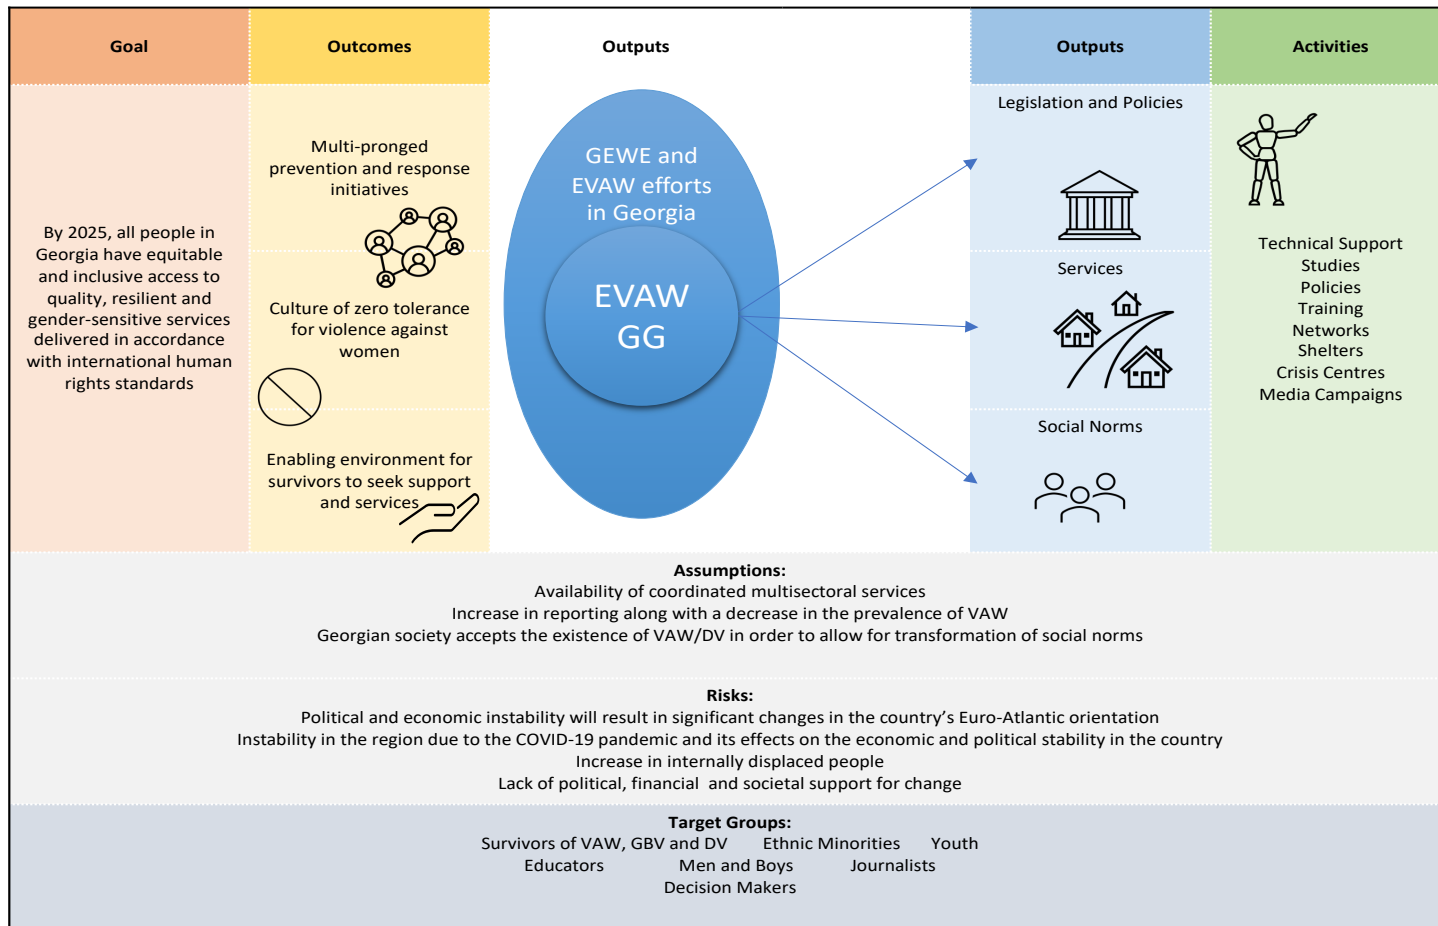 Goal
Outcomes
Outputs
Outputs
Activities
By 2025, all people in
Georgia have equitable
and inclusive access to
quality, resilient and
gender-sensitive services
delivered in accordance
with international human
rights standards
Multi-pronged
prevention and response
initiatives
Culture of zero tolerance
for violence against
women
Enabling environment for
survivors to seek support
and services
GEWE and
EVAW efforts
in Georgia
EVAW
GG
Legislation and Policies
Services
Social Norms
Technical Support
Studies
Policies
Training
Networks
Shelters
Crisis Centres
Media Campaigns
Assumptions:
Availability of coordinated multisectoral services
Increase in reporting along with a decrease in the prevalence of VAW
Georgian society accepts the existence of VAW/DV in order to allow for transformation of social norms
Risks:
Political and economic instability will result in significant changes in the country’s Euro-Atlantic orientation
Instability in the region due to the COVID-19 pandemic and its effects on the economic and political stability in the country
Increase in internally displaced people
Lack of political, financial and societal support for change
Target Groups:
Survivors of VAW, GBV and DV Ethnic Minorities Youth
Educators Men and Boys Journalists
Decision Makers